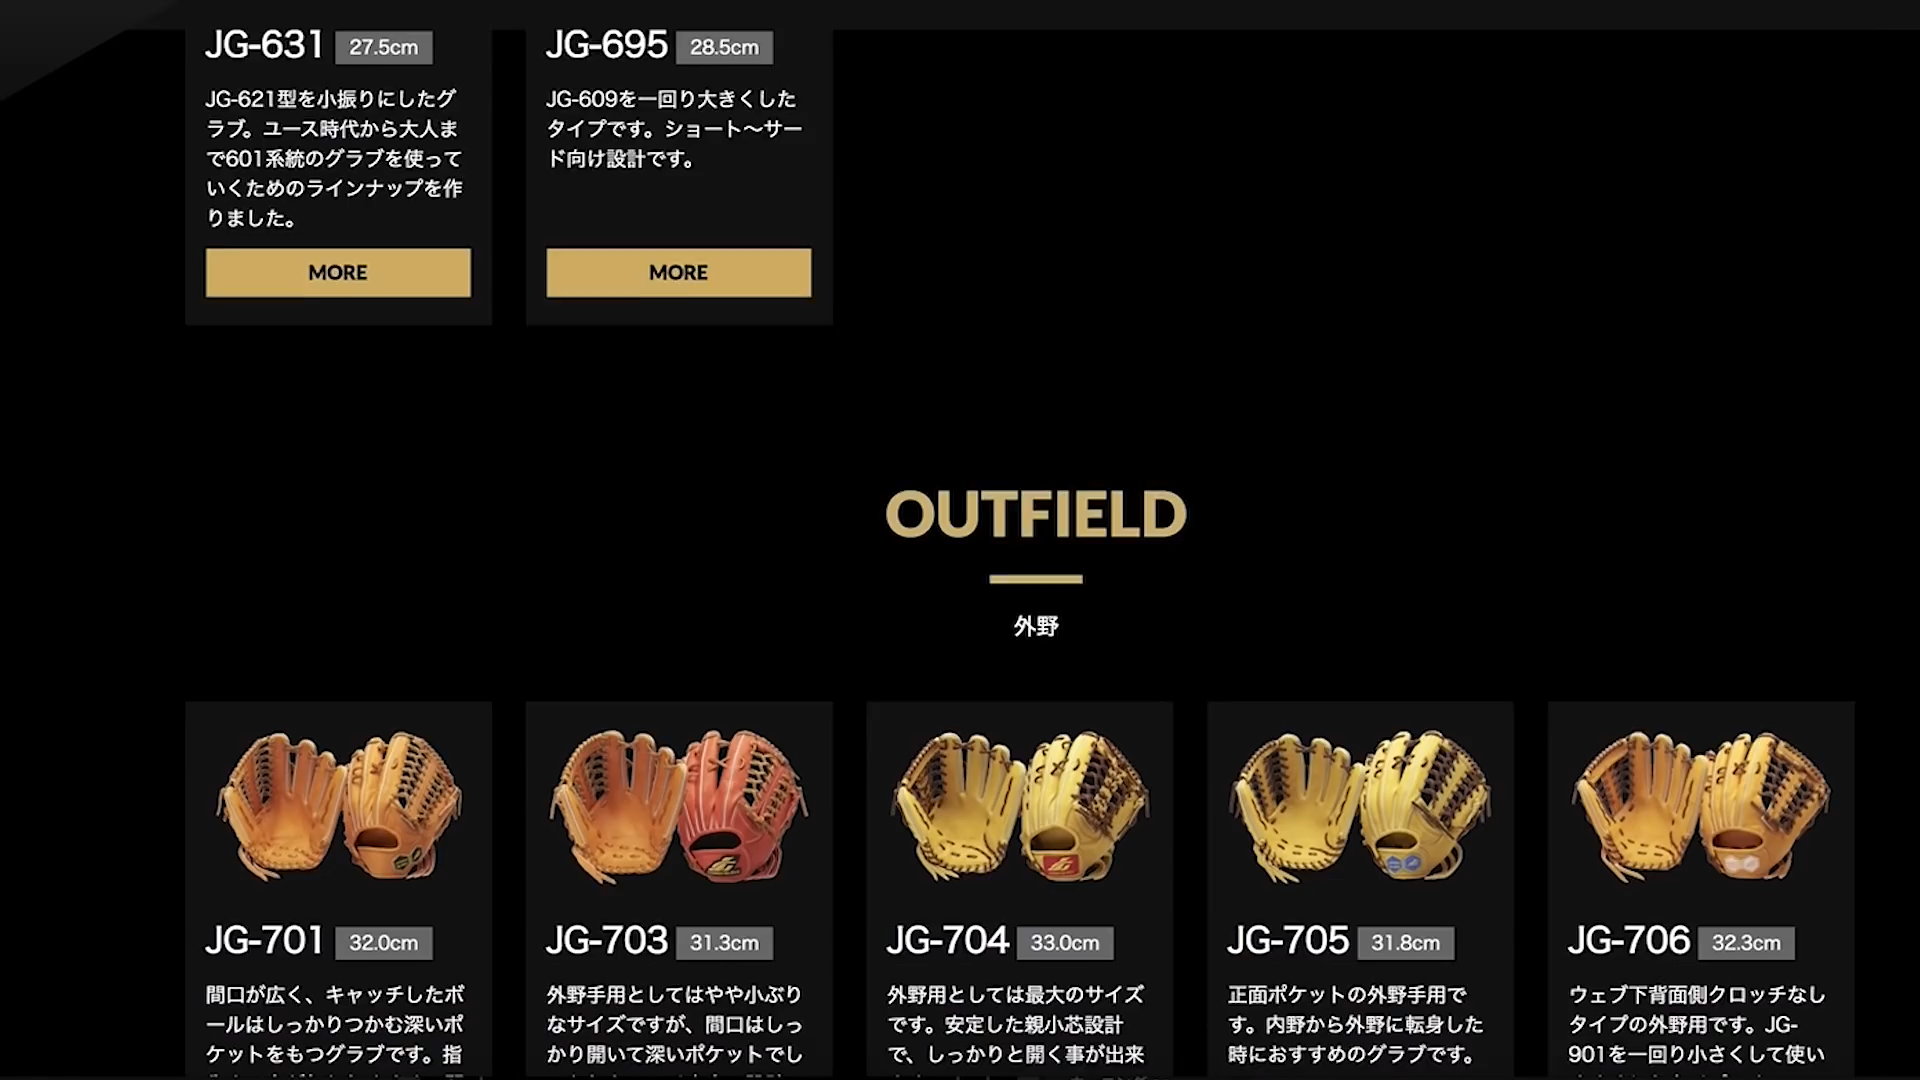 JG-631 27.5cm
JG-621型を小振りにしたグ
ラブ。ユース時代から大人ま
で601系統のグラブを使って
いくためのラインナップを作
りました。
MORE
JG-695 28.5cm
JG-609を一回り大きくした
タイプです。ショート〜サー
ド向け設計です。
MORE
OUTFIELD
外野
JG-701 32.0cm
間口が広く、キャッチしたボ
ールはしっかりつかむ深いポ
ケットをもつグラブです。指
JG-703 31.3cm
外野手用としてはやや小ぶり
なサイズですが、間口はしっ
かり開いて深いポケットでし
JG-704 33.0cm
外野用としては最大のサイズ
です。安定した親小芯設計
で、しっかりと開く事が出来
JG-705 31.8cm
正面ポケットの外野手用で
す。内野から外野に転身した
時におすすめのグラブです。
JG-706 32.3cm
ウェブ下背面側クロッチなし
タイプの外野用です。JG-
901を一回り小さくして使い